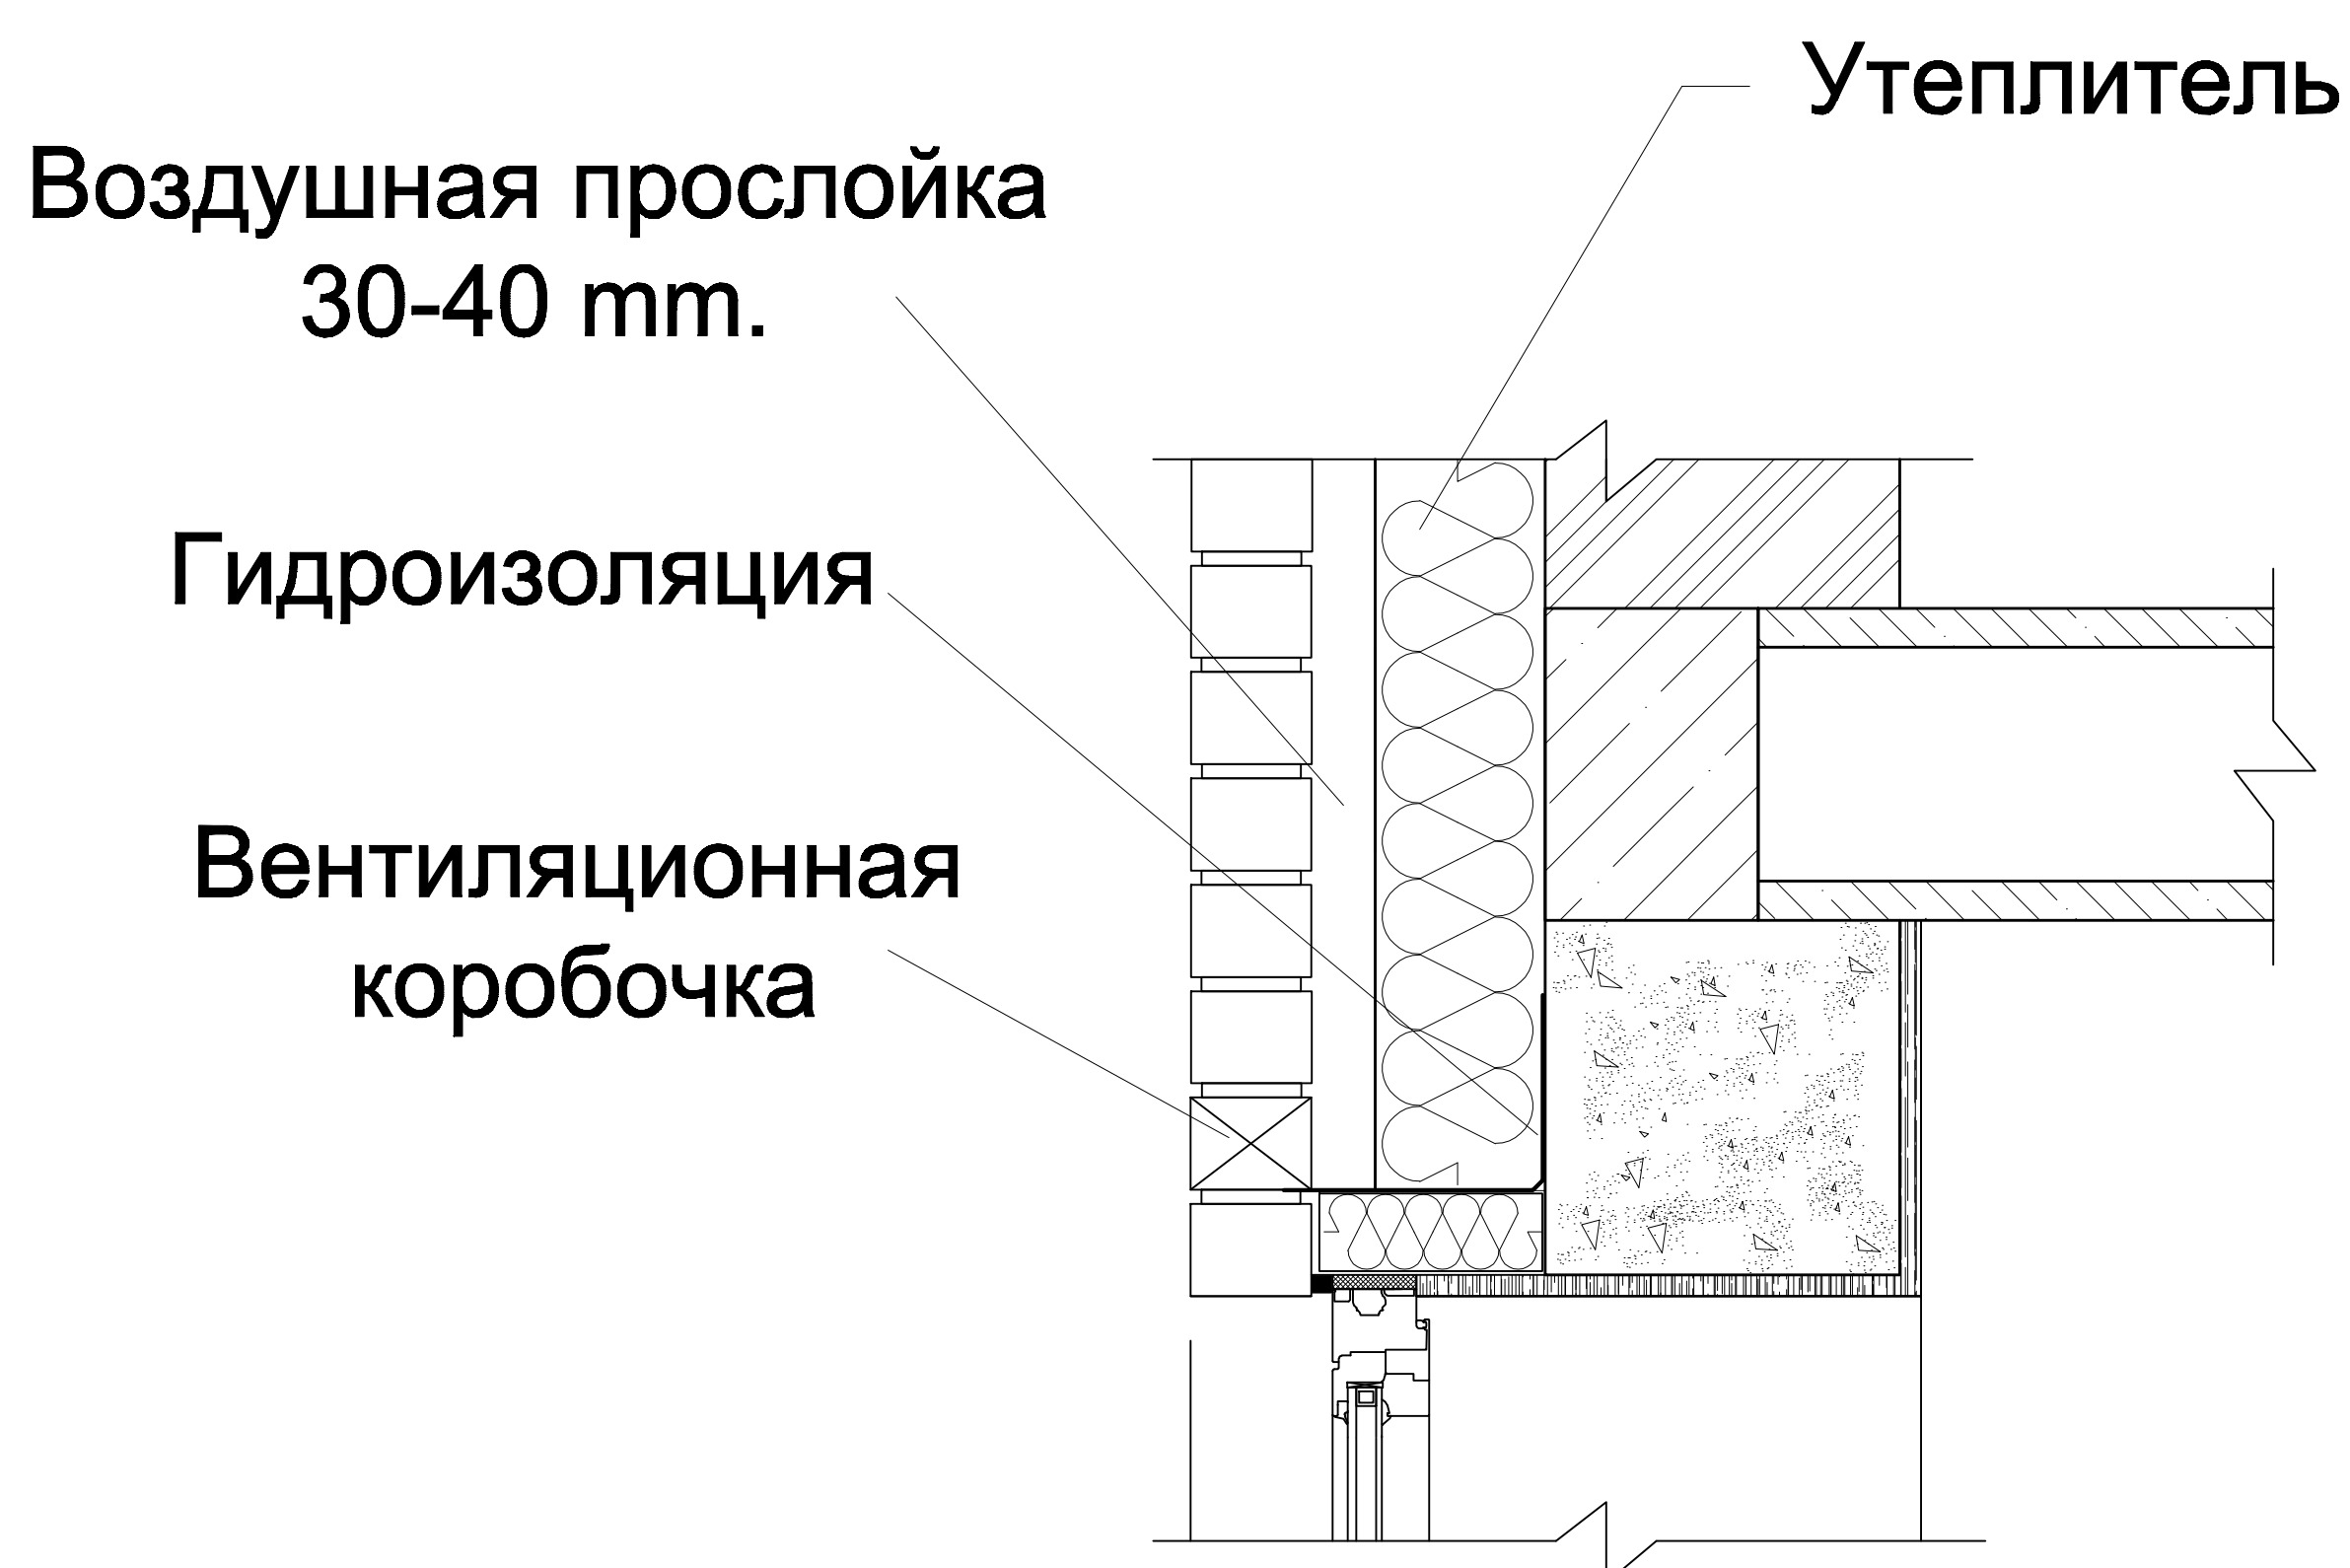 Утеплитель
Воздушная прослойка
30-40 mm.
Гидроизоляция
Вентиляционная
коробочка